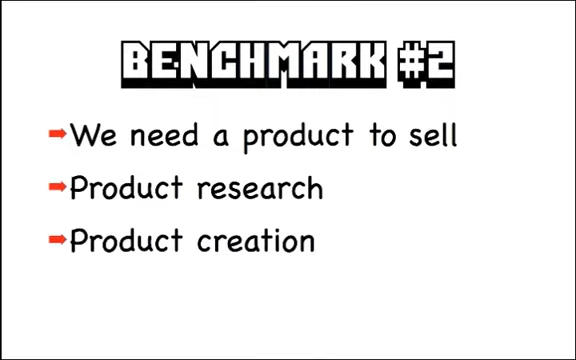 BENCHMARK #2
We need a product to sell
Product research
Product creation